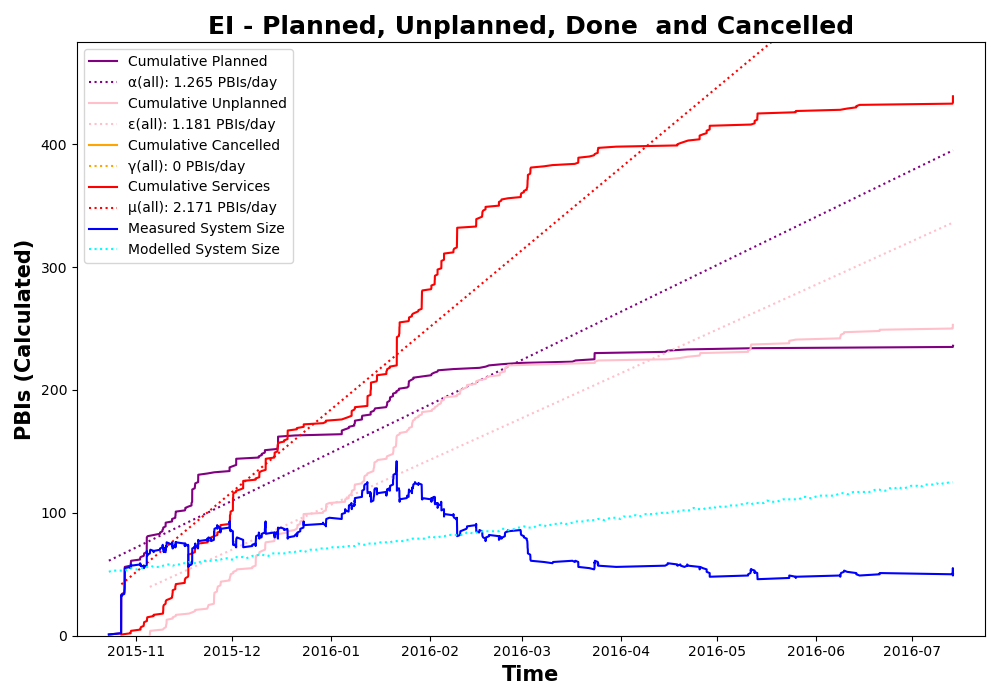 EI - Planned, Unplanned, Done  and Cancelled
Cumulative Planned
α(all): 1.265 PBIs/day
Cumulative Unplanned
ε(all): 1.181 PBIs/day
Cumulative Cancelled
γ(all): 0 PBIs/day
Cumulative Services
μ(all): 2.171 PBIs/day
Measured System Size
Modelled System Size
PBIs (Calculated)
400
300
200
100
0
2015-11 2015-12 2016-01 2016-02 2016-03 2016-04 2016-05 2016-06 2016-07
Time